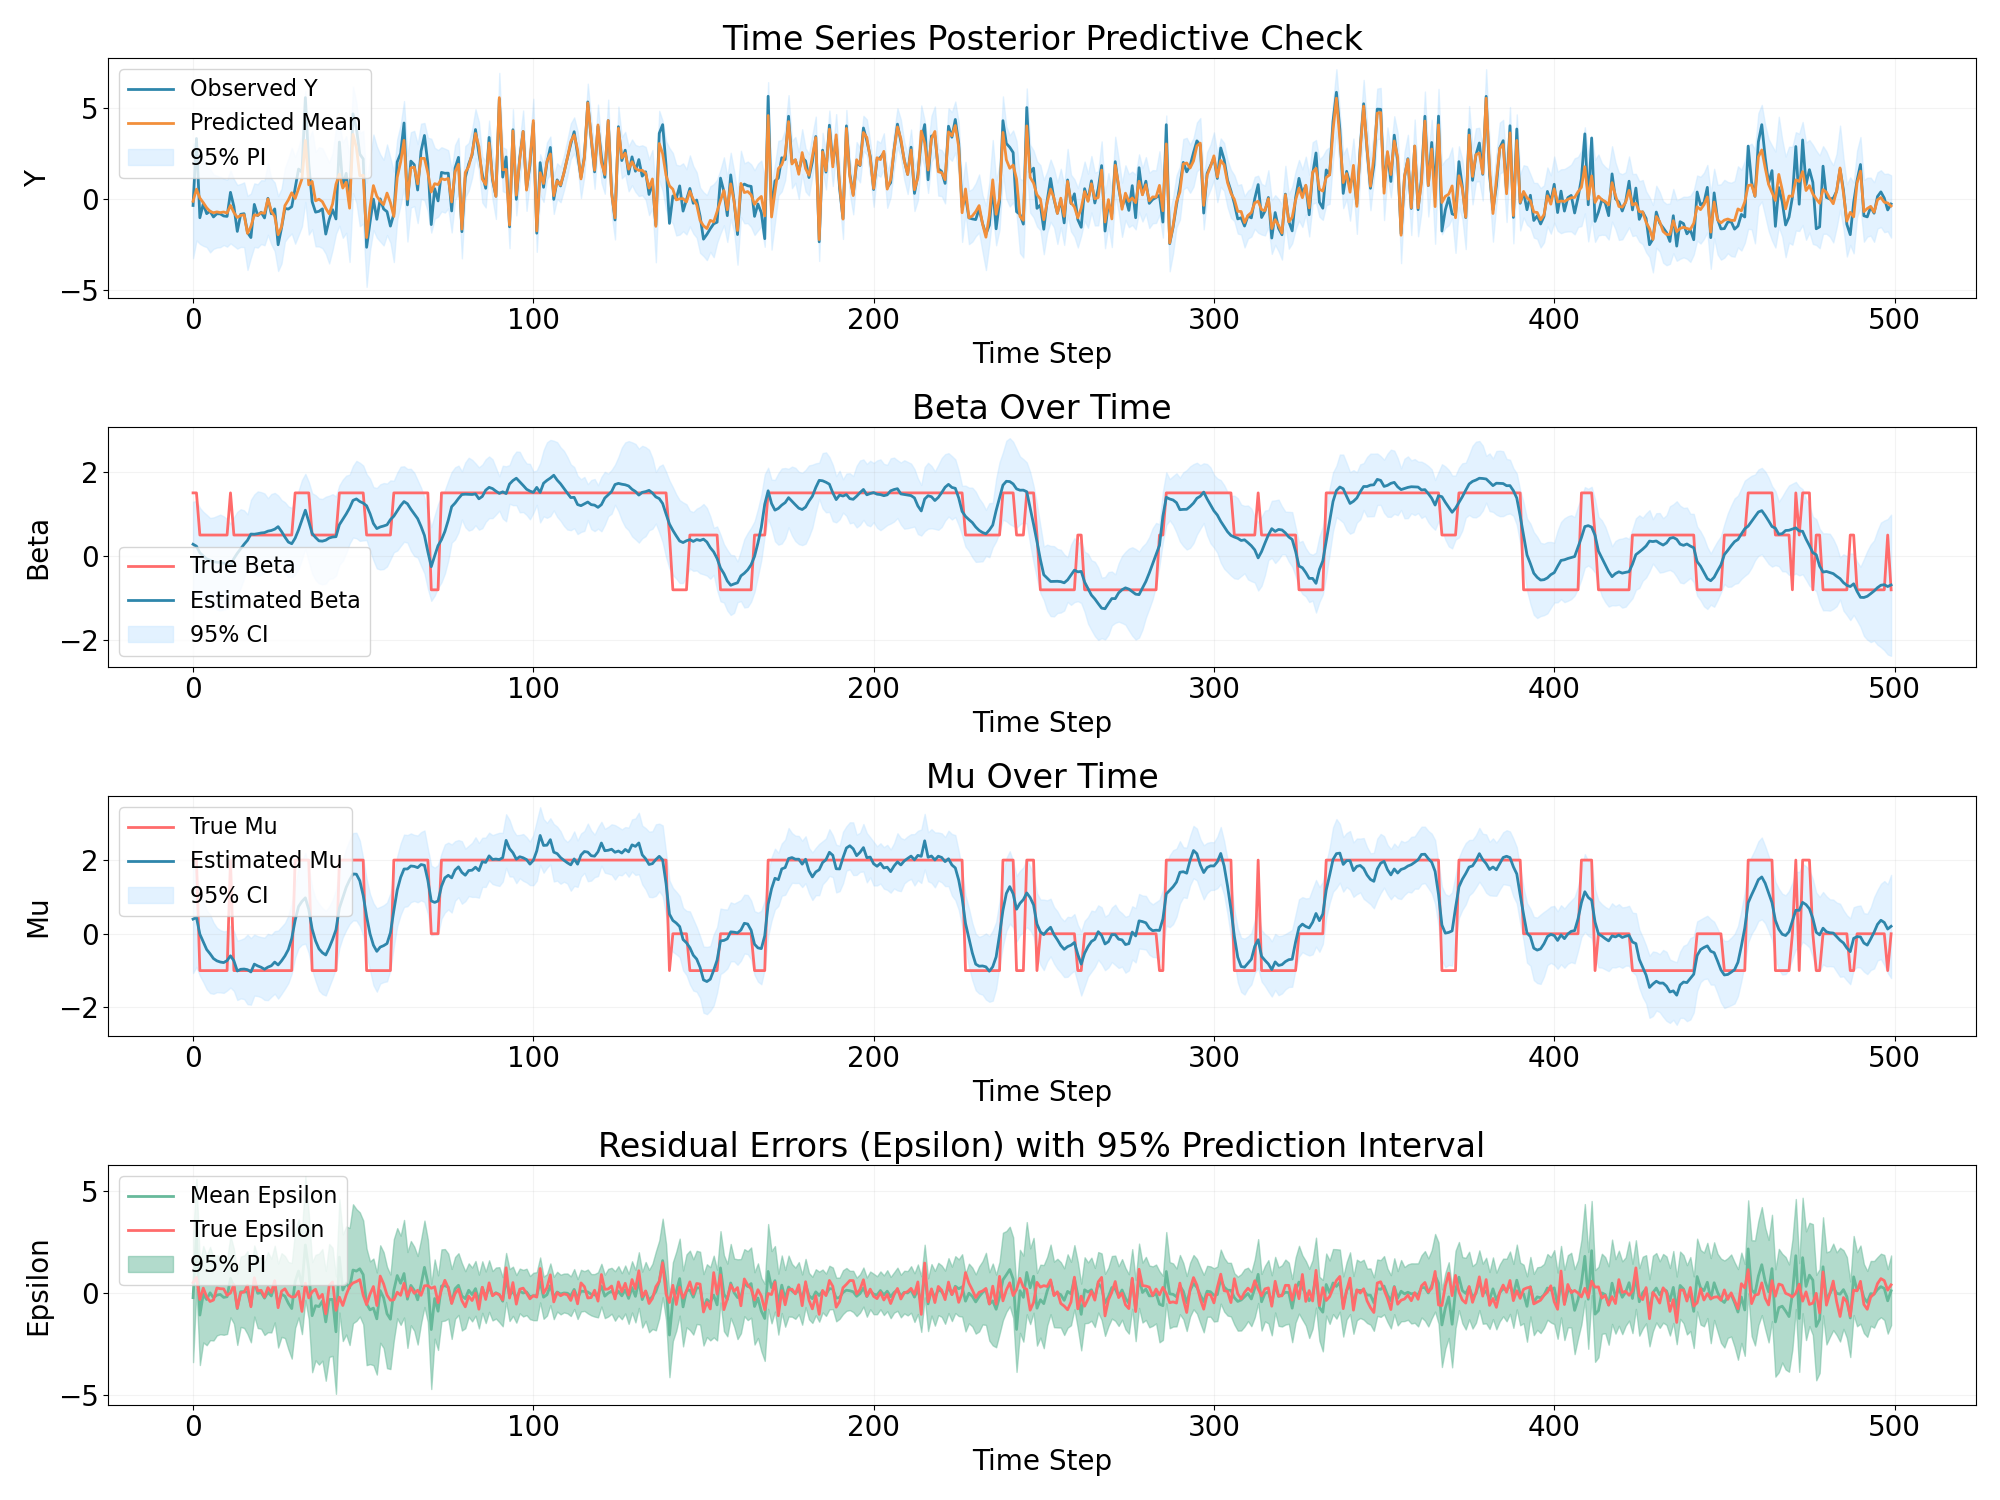 Time Series Posterior Predictive Check
Observed Y
Predicted Mean
95% PI
Y
5
0
−5
0 100 200 300 400 500
Time Step
Beta Over Time
True Beta
Estimated Beta
95% CI
Beta
2
0
−2
0 100 200 300 400 500
Time Step
Mu Over Time
True Mu
Estimated Mu
95% CI
Mu
2
0
−2
0 100 200 300 400 500
Time Step
Residual Errors (Epsilon) with 95% Prediction Interval
Mean Epsilon
True Epsilon
95% PI
Epsilon
5
0
−5
0 100 200 300 400 500
Time Step